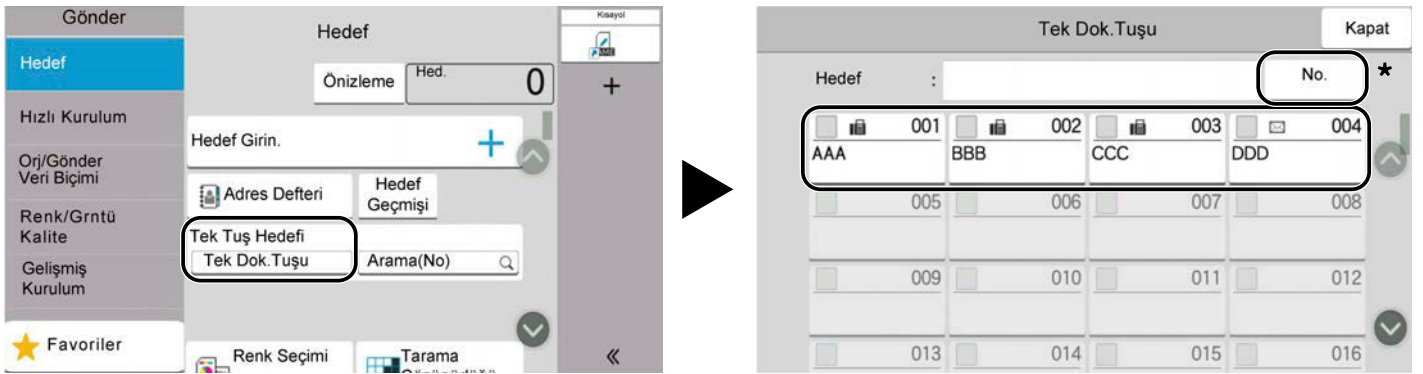 Gönder
Hedef
Hızlı Kurulum
Orj/Gönder
Veri Biçimi
Renk/Grntü
Kalite
Gelişmiş
Kurulum
Favoriler
Hedef
Önizleme
Hed.
0
Hedef Girin.
+
Adres Defteri
Hedef
Geçmişi
Tek Tuş Hedefi
Tek Dok.Tuşu
Arama(No)
Renk Seçimi
Tarama
Kısayol
+
«
Tek Dok.Tuşu
Kapat
Hedef :
No.
*
001 002 003 004
AAA BBB CCC DDD
005 006 007 008
009 010 011 012
013 014 015 016